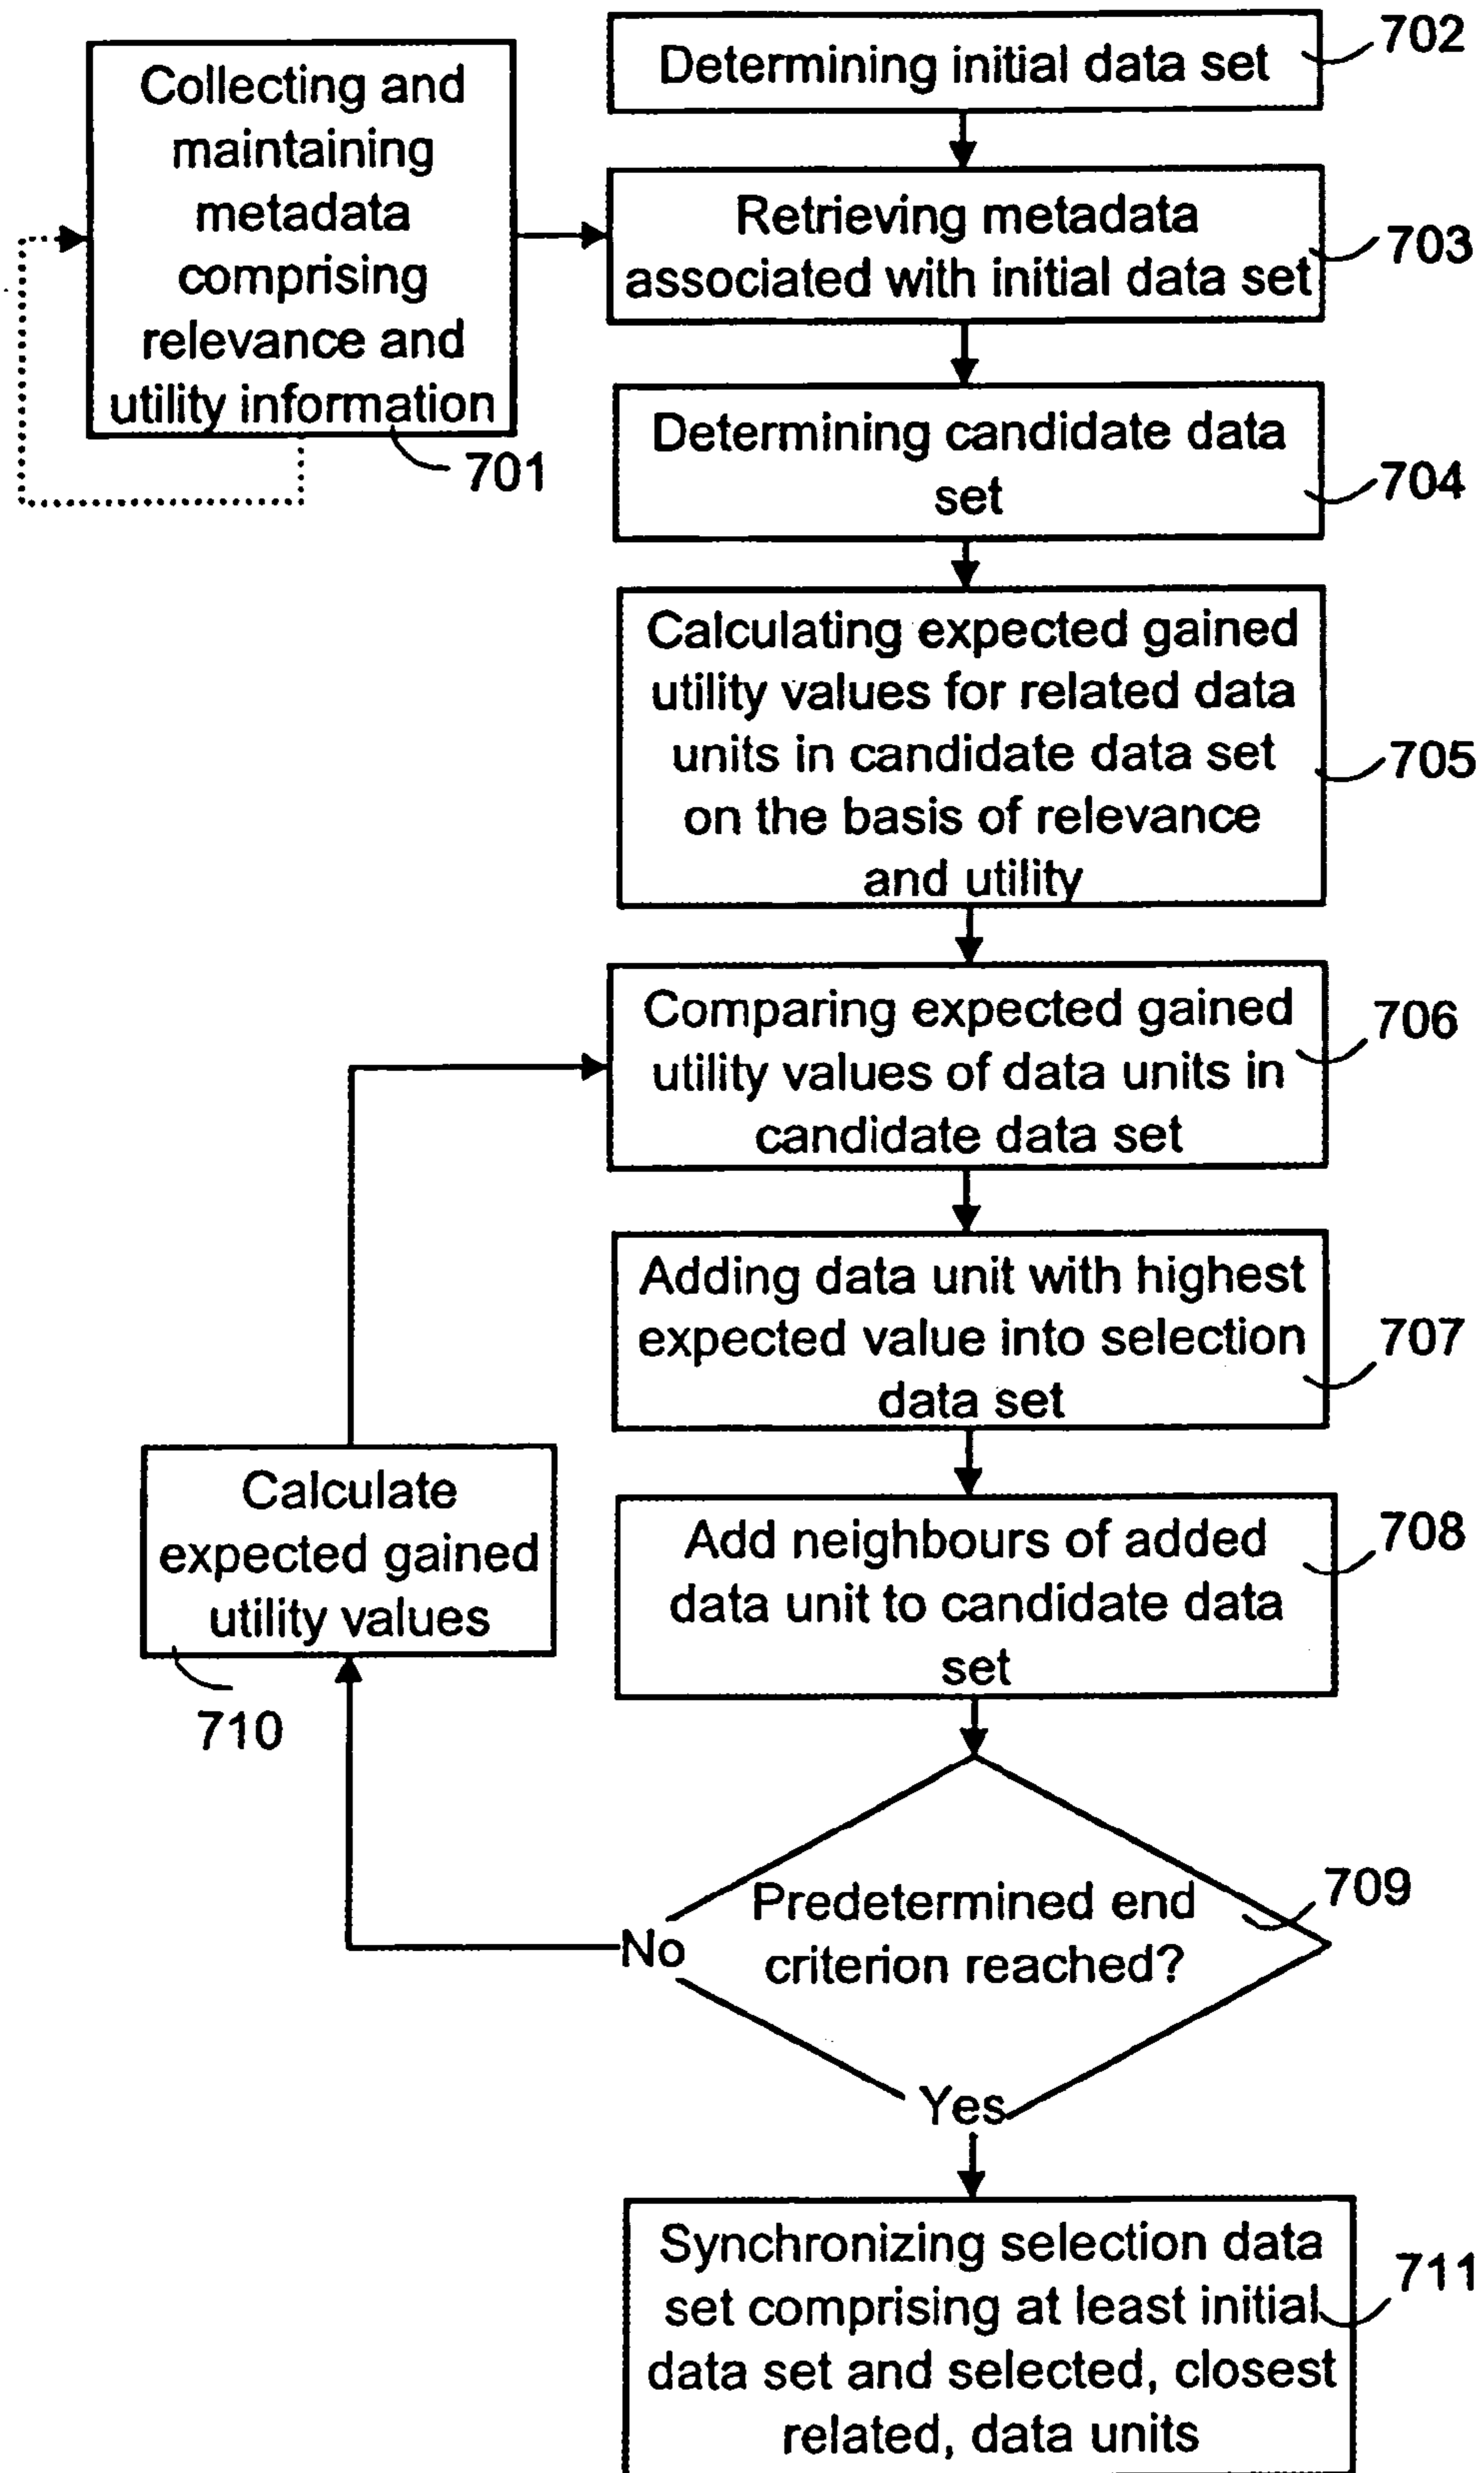 Collecting and
maintaining
metadata
comprising
relevance and
utility information
701
Determining initial data set
702
Retrieving metadata
associated with initial data set
703
Determining candidate data
set
704
Calculating expected gained
utility values for related data
units in candidate data set
on the basis of relevance
and utility
705
Comparing expected gained
utility values of data units in
candidate data set
706
Adding data unit with highest
expected value into selection
data set
707
Add neighbours of added
data unit to candidate data
set
708
Predetermined end
criterion reached?
709
No
Calculate
expected gained
utility values
710
Yes
Synchronizing selection data
set comprising at least initial
data set and selected, closest
related, data units
711